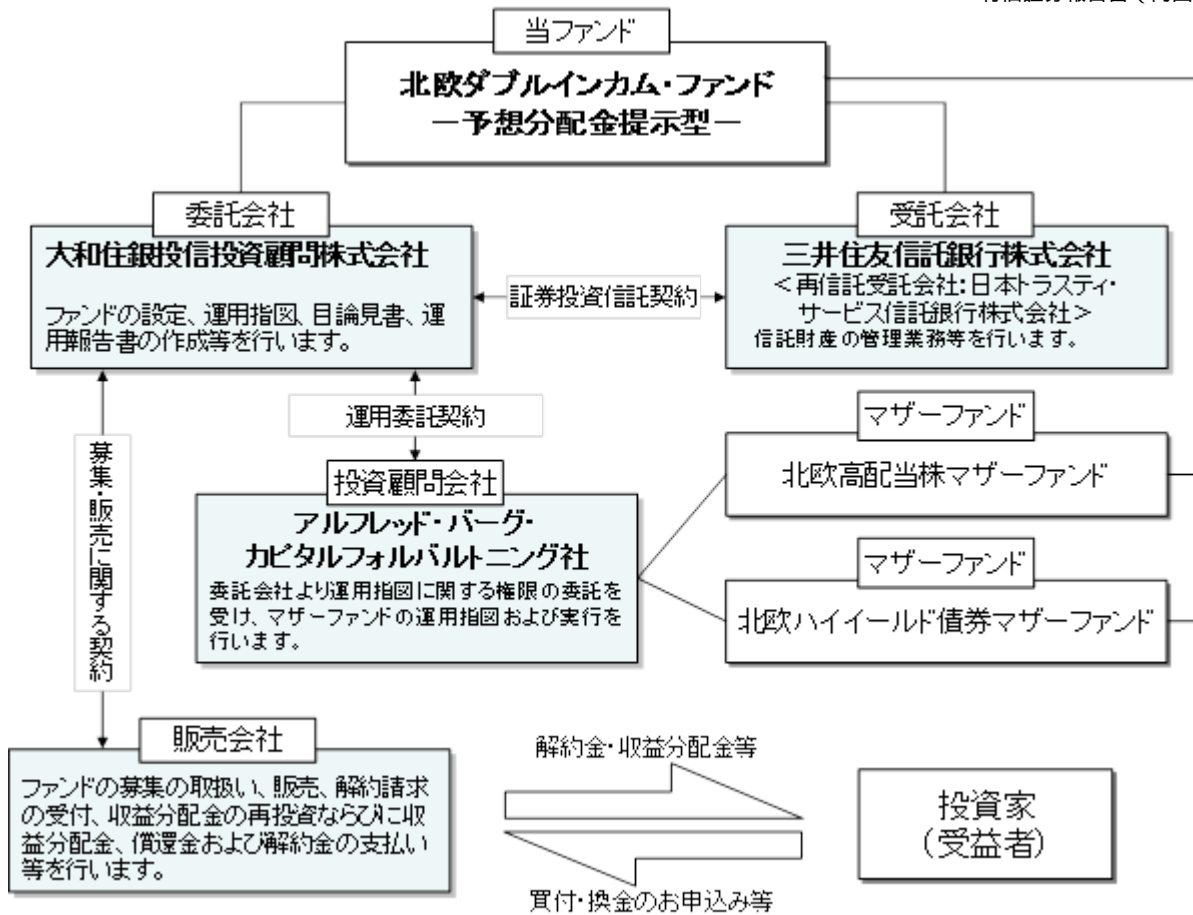 当ファンド
北欧ダブルインカム・ファンド
―予想分配金提示型―
委託会社
大和住銀投信投資顧問株式会社
ファンドの設定、運用指図、目論見書、運
用報告書の作成等を行います。
証券投資信託契約
受託会社
三井住友信託銀行株式会社
＜再信託受託会社：日本トラスティ・
サービス信託銀行株式会社＞
信託財産の管理業務等を行います。
運用委託契約
募集・販売に関する契約
投資顧問会社
アルフレッド・バーグ・
カピタルフォルバルトニング社
委託会社より運用指図に関する権限の委託を
受け、マザーファンドの運用指図および実行を
行います。
マザーファンド
北欧高配当株マザーファンド
マザーファンド
北欧ハイイールド債券マザーファンド
販売会社
ファンドの募集の取扱い、販売、解約請求
の受付、収益分配金の再投資ならびに収
益分配金、償還金および解約金の支払い
等を行います。
解約金・収益分配金等
買付・換金のお申込み等
投資家
（受益者）